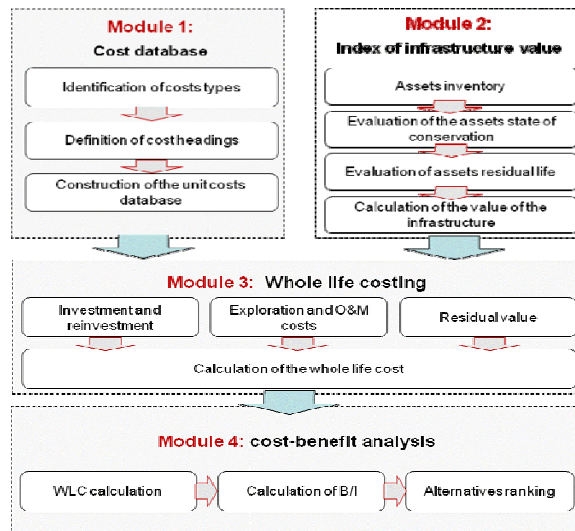 Module 1:
Cost database
Identification of costs types
Definition of cost headings
Construction of the unit costs
database
Module 2:
Index of infrastructure value
Assets inventory
Evaluation of the assets state of
conservation
Evaluation of assets residual life
Calculation of the value of the
infrastructure
Module 3: Whole life costing
Investment and
reinvestment
Exploration and O&M
costs
Residual value
Calculation of the whole life cost
Module 4: cost-benefit analysis
WLC calculation
Calculation of B/I
Alternatives ranking